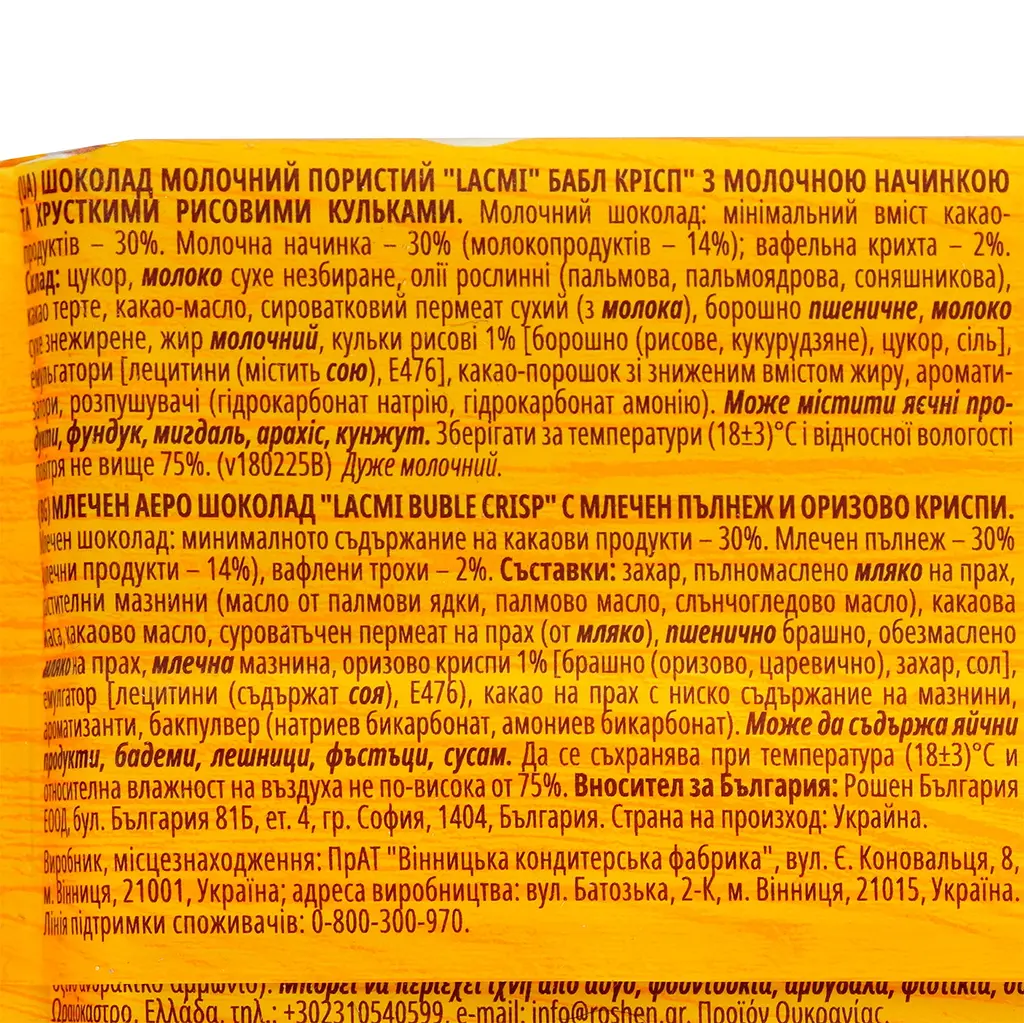 (UA) ШОКОЛАД МОЛОЧНИЙ ПОРИСТИЙ "LACMI" БАБЛ КРІСП" З МОЛОЧНОЮ НАЧИНКОЮ
ТА ХРУСТКИМИ РИСОВИМИ КУЛЬКАМИ. Молочний шоколад: мінімальний вміст какао-
продуктів – 30%. Молочна начинка – 30% (молокопродуктів – 14%); вафельна крихта – 2%.
Склад: цукор, молоко сухе незбиране, олії рослинні (пальмова, пальмоядрова, соняшникова),
какао терте, какао-масло, сироватковий пермеат сухий (з молока), борошно пшеничне, молоко
сухе знежирене, жир молочний, кульки рисові 1% [борошно (рисове, кукурудзяне), цукор, сіль],
емульгатори [лецитини (містить сою), Е476], какао-порошок зі зниженим вмістом жиру, аромати-
затори, розпушувачі (гідрокарбонат натрію, гідрокарбонат амонію). Може містити яєчні про-
дукти, фундук, мигдаль, арахіс, кунжут. Зберігати за температури (18±3)°С і відносної вологості
повітря не вище 75%. (v180225B) Дуже молочний.
(BG) МЛЕЧЕН АЕРО ШОКОЛАД "LACMI BUBLE CRISP" С МЛЕЧЕН ПЪЛНЕЖ И ОРИЗОВО КРИСПИ.
Млечен шоколад: минималното съдържание на какаови продукти – 30%. Млечен пълнеж – 30%
(млечни продукти – 14%), вафлени трохи – 2%. Съставки: захар, пълномаслено мляко на прах,
растителни мазнини (масло от палмови ядки, палмово масло, слънчогледово масло), какаова
маса, какаово масло, суроватъчен пермеат на прах (от мляко), пшенично брашно, обезмаслено
мляко на прах, млечна мазнина, оризово криспи 1% [брашно (оризово, царевично), захар, сол],
емулгатор [лецитини (съдържат соя), Е476), какао на прах с ниско съдържание на мазнини,
ароматизанти, бакпулвер (натриев бикарбонат, амониев бикарбонат). Може да съдържа яйчни
продукти, бадеми, лешници, фъстъци, сусам. Да се съхранява при температура (18±3)°С и
относителна влажност на въздуха не по-висока от 75%. Вносител за България: Рошен България
ЕООД, бул. България 81Б, ет. 4, гр. София, 1404, България. Страна на произход: Украйна.
Виробник, місцезнаходження: ПрАТ "Вінницька кондитерська фабрика", вул. Є. Коновальця, 8,
м. Вінниця, 21001, Україна; адреса виробництва: вул. Батозька, 2-К, м. Вінниця, 21015, Україна.
Лінія підтримки споживачів: 0-800-300-970.
Μπορεί να περιέχει ίχνη από αυγό, φουντούκια, αμύγδαλα, φιστίκια,
Ωραιόκαστρο, Ελλάδα, τηλ.: +302310540599, e-mail: info@roshen.gr. Προϊόν Ουκρανίας.